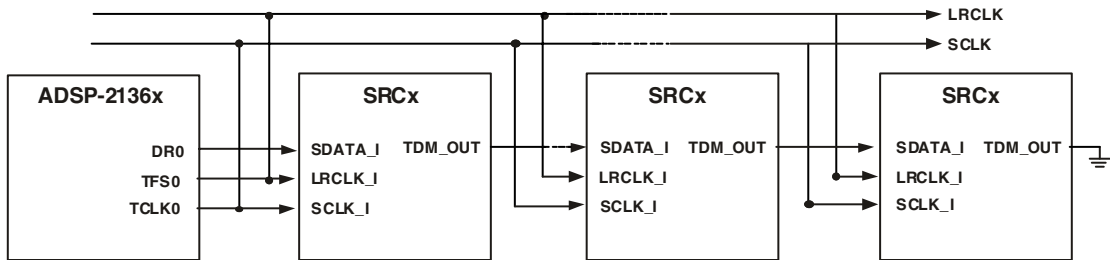 LRCLK
SCLK
ADSP-2136x
SRCx
SRCx
SRCx
DR0
TFS0
TCLK0
SDATA_I
TDM_OUT
LRCLK_I
SCLK_I
SDATA_I
TDM_OUT
LRCLK_I
SCLK_I
SDATA_I
TDM_OUT
LRCLK_I
SCLK_I